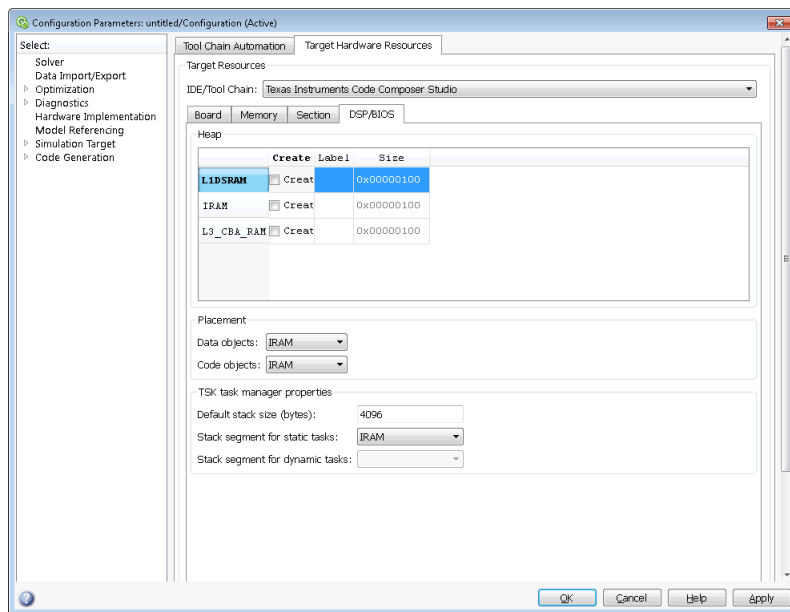 Configuration Parameters: untitled/Configuration (Active)
Select:
Solver
Data Import/Export
Optimization
Diagnostics
Hardware Implementation
Model Referencing
Simulation Target
Code Generation
Tool Chain Automation Target Hardware Resources
Target Resources
IDE/Tool Chain: Texas Instruments Code Composer Studio
Board Memory Section DSP/BIOS
Heap
Create Label Size
L1DSRAM Creat 0x00000100
IRAM Creat 0x00000100
L3_CBA_RAM Creat 0x00000100
Placement
Data objects: IRAM
Code objects: IRAM
TSK task manager properties
Default stack size (bytes): 4096
Stack segment for static tasks: IRAM
Stack segment for dynamic tasks:
OK Cancel Help Apply